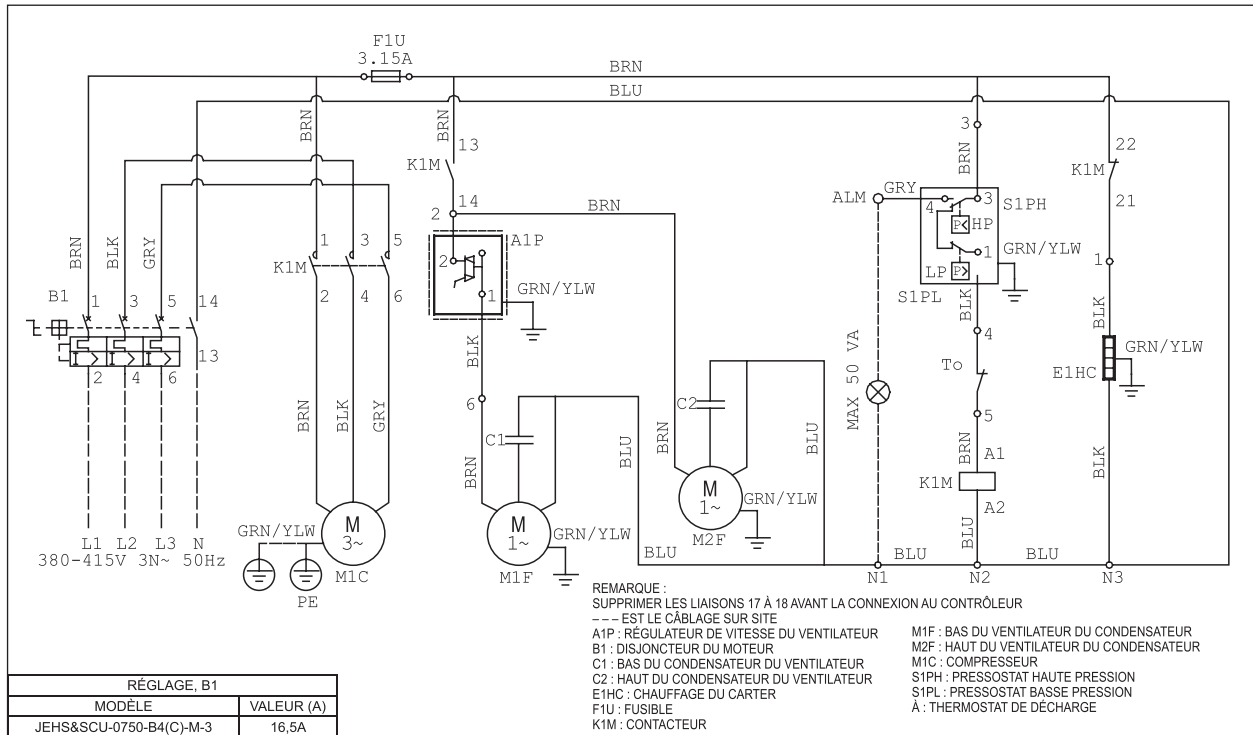 F1U
3.15A
BRN
BLU
BRN
BRN
13
K1M
14
2
BRN
A1P
2
1
GRN/YLW
BLK
6
BRN
3
BRN
ALM
GRY
4
3
S1PH
P<
HP
1
GRN/YLW
LP
P>
S1PL
BLK
4
To
5
BRN
A1
K1M
A2
BLU
22
K1M
21
1
BLK
GRN/YLW
E1HC
BLK
MAX 50 VA
BRN
BLK
GRY
B1
1
3
5
14
13
I >
I >
I >
2
4
6
1
3
5
K1M
2
4
6
BRN
BLK
GRY
C1
BLU
C2
BRN
BLU
M
3~
M1C
GRN/YLW
PE
M
1~
M1F
GRN/YLW
M
1~
M2F
GRN/YLW
BLU
BLU
BLU
N1
N2
N3
L1 L2 L3 N
380-415V 3N~ 50Hz
REMARQUE :
SUPPRIMER LES LIAISONS 17 À 18 AVANT LA CONNEXION AU CONTRÔLEUR
--- EST LE CÂBLAGE SUR SITE
A1P : RÉGULATEUR DE VITESSE DU VENTILATEUR
B1 : DISJONCTEUR DU MOTEUR
C1 : BAS DU CONDENSATEUR DU VENTILATEUR
C2 : HAUT DU CONDENSATEUR DU VENTILATEUR
E1HC : CHAUFFAGE DU CARTER
F1U : FUSIBLE
K1M : CONTACTEUR
M1F : BAS DU VENTILATEUR DU CONDENSATEUR
M2F : HAUT DU VENTILATEUR DU CONDENSATEUR
M1C : COMPRESSEUR
S1PH : PRESSOSTAT HAUTE PRESSION
S1PL : PRESSOSTAT BASSE PRESSION
À : THERMOSTAT DE DÉCHARGE
RÉGLAGE, B1
MODÈLE VALEUR (A)
JEHS&SCU-0750-B4(C)-M-3 16,5A